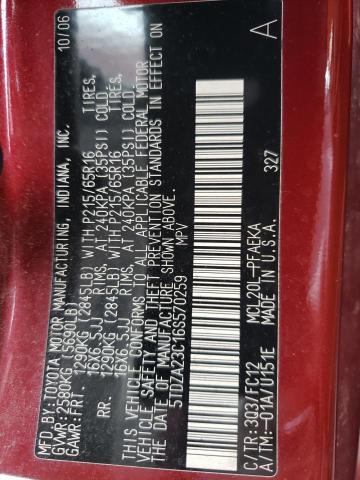 MFD.BY:TOYOTA MOTOR MANUFACTURING, INDIANA, INC. 10/06
GVWR:2580KG(5690LB)
GAWR:FRT 1290KG(2845LB) WITH P215/65R16 TIRES,
16X6.5JJ RIMS, AT 240KPA (35PSI) COLD.
RR. 1290KG(2845LB) WITH P215/65R16 TIRES,
16X6.5JJ RIMS, AT 240KPA (35PSI) COLD.
THIS VEHICLE CONFORMS TO ALL APPLICABLE FEDERAL MOTOR
VEHICLE SAFETY AND THEFT PREVENTION STANDARDS IN EFFECT ON
THE DATE OF MANUFACTURE SHOWN ABOVE.
5TDZA23C16S570259 MPV
C/TR:3Q3/FC12 MCL20L-PFAEKA 327 A
A/TM:-01A/U151E MADE IN U.S.A.